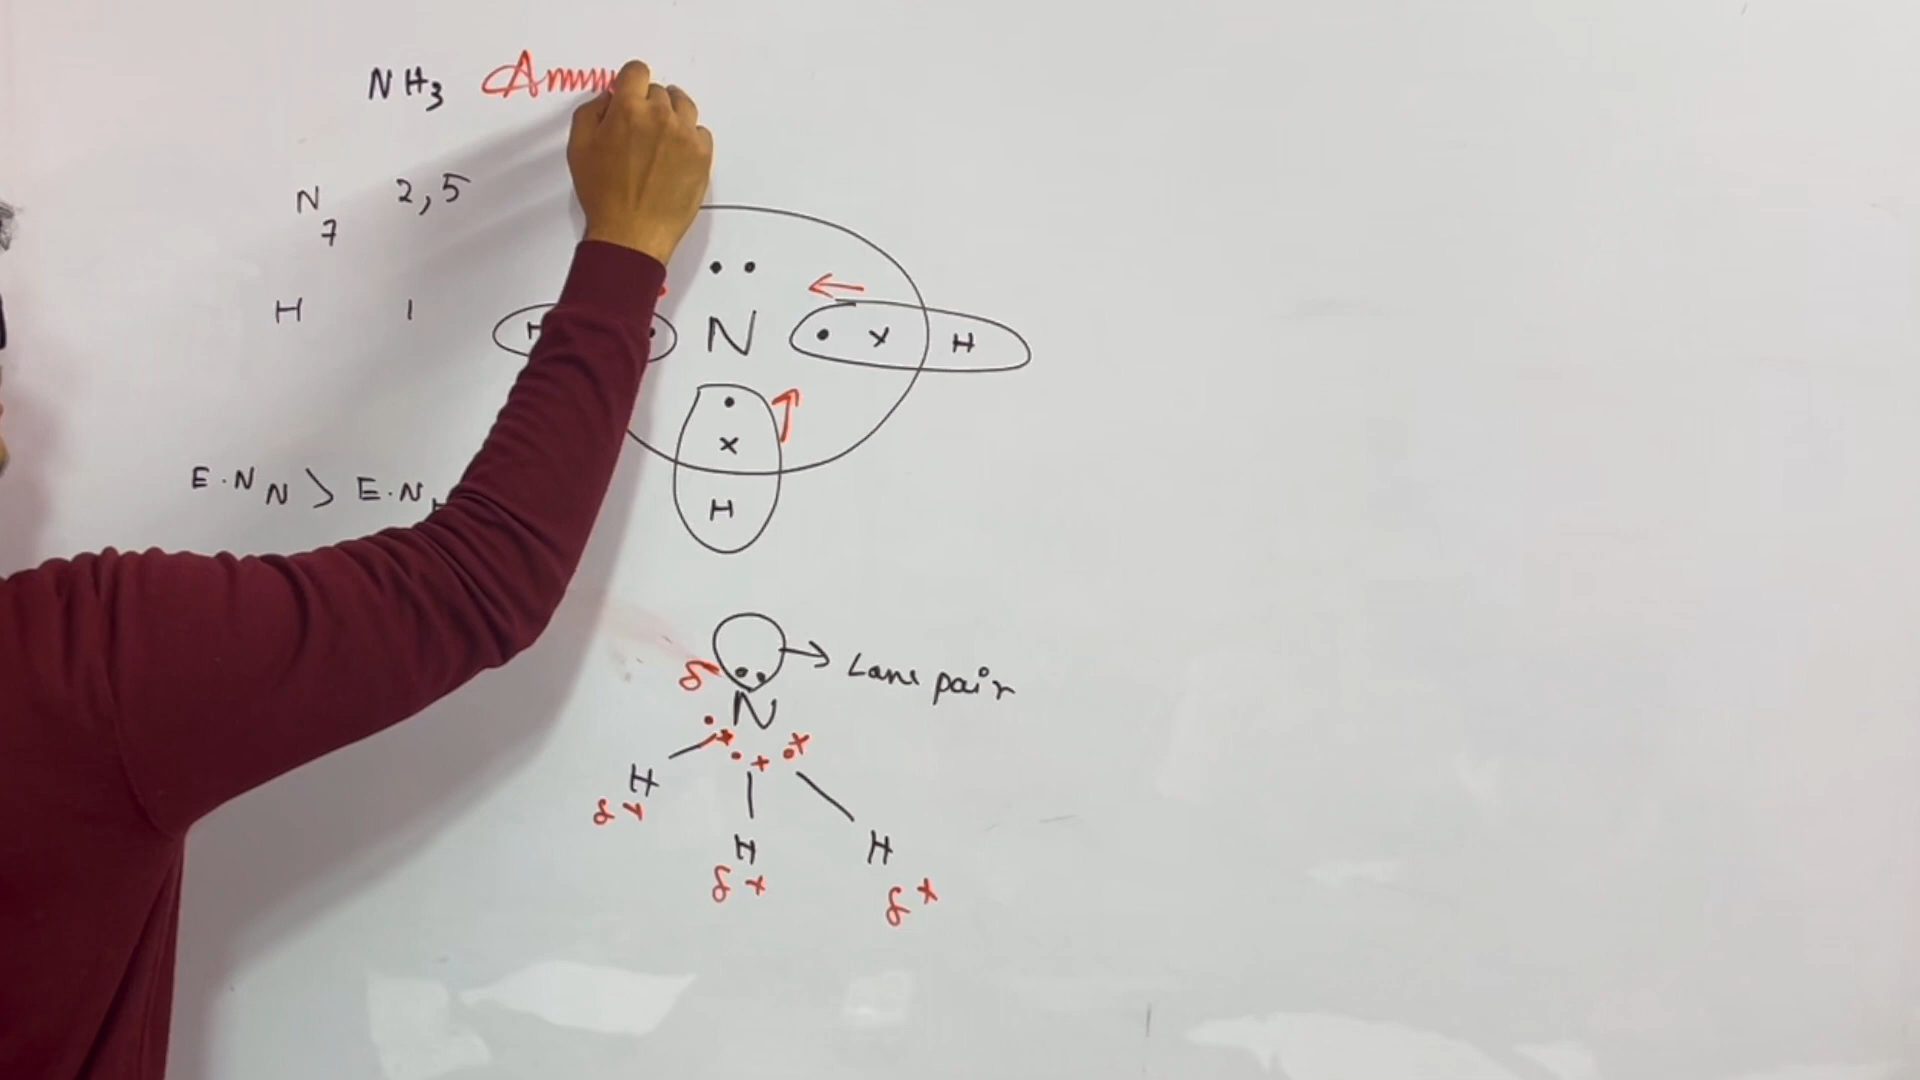 NH3 Amm
N7 2,5
H 1
••
H • N • x H
•
x
E.N N > E.N H
H
δ- ••
→ Lone pair
N
• x • x • x
H δ+
H δ+
H δ+